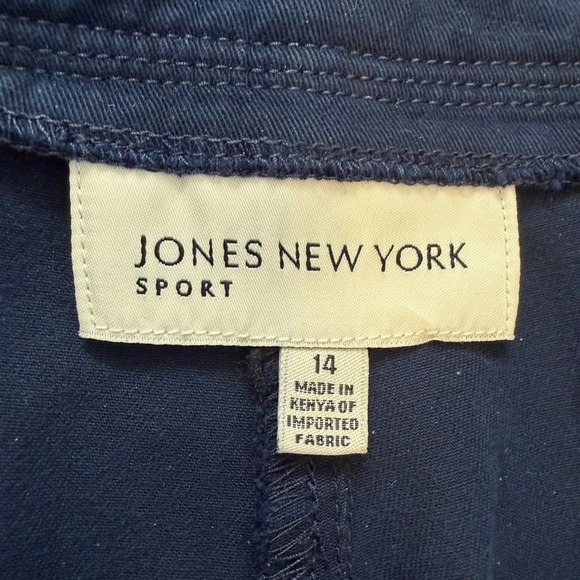 JONES NEW YORK
SPORT
14
MADE IN
KENYA OF
IMPORTED
FABRIC